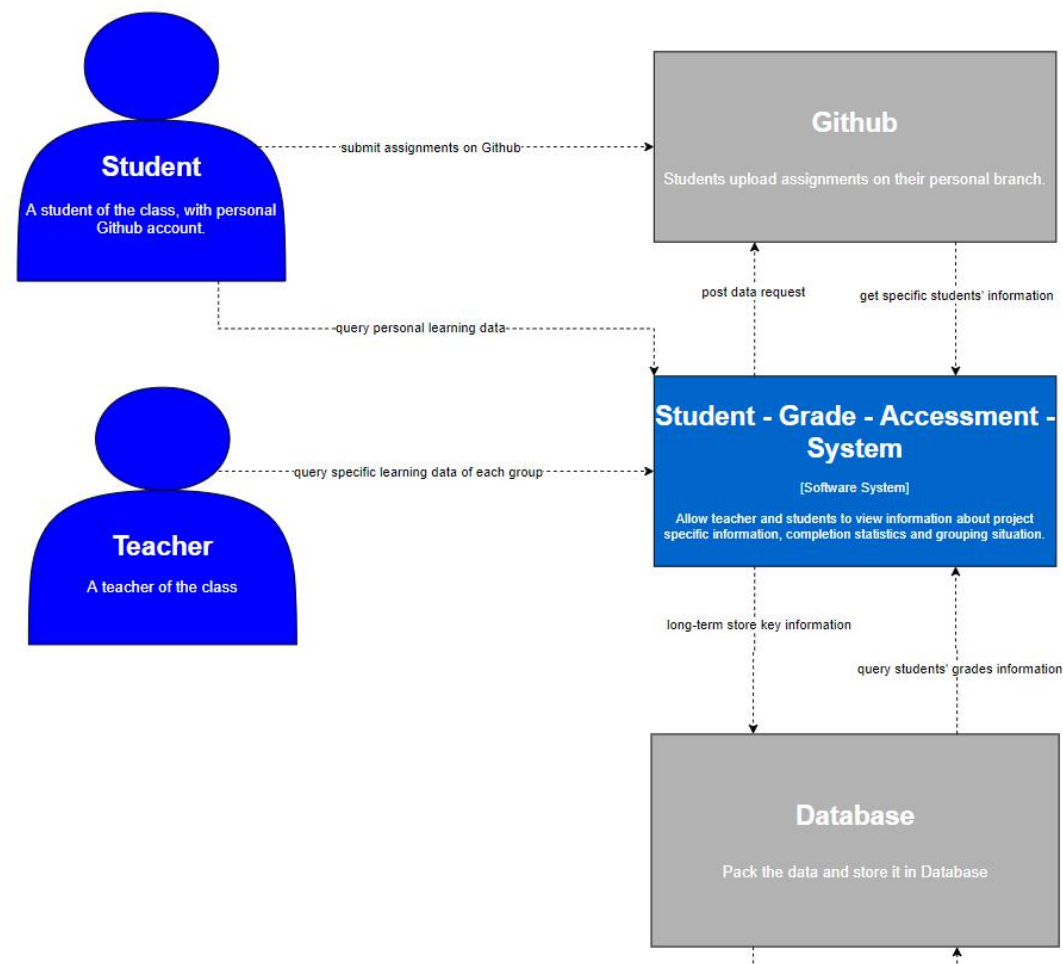 Student
A student of the class, with personal
Github account.
submit assignments on Github
Github
Students upload assignments on their personal branch.
post data request
get specific students' information
query personal learning data
Student - Grade - Accessment -
System
[Software System]
Allow teacher and students to view information about project
specific information, completion statistics and grouping situation.
query specific learning data of each group
Teacher
A teacher of the class
long-term store key information
query students' grades information
Database
Pack the data and store it in Database